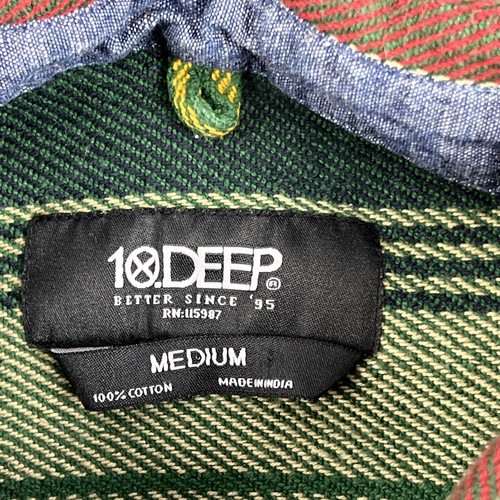 10.DEEP®
BETTER SINCE '95
RN:115987
MEDIUM
100% COTTON MADE IN INDIA